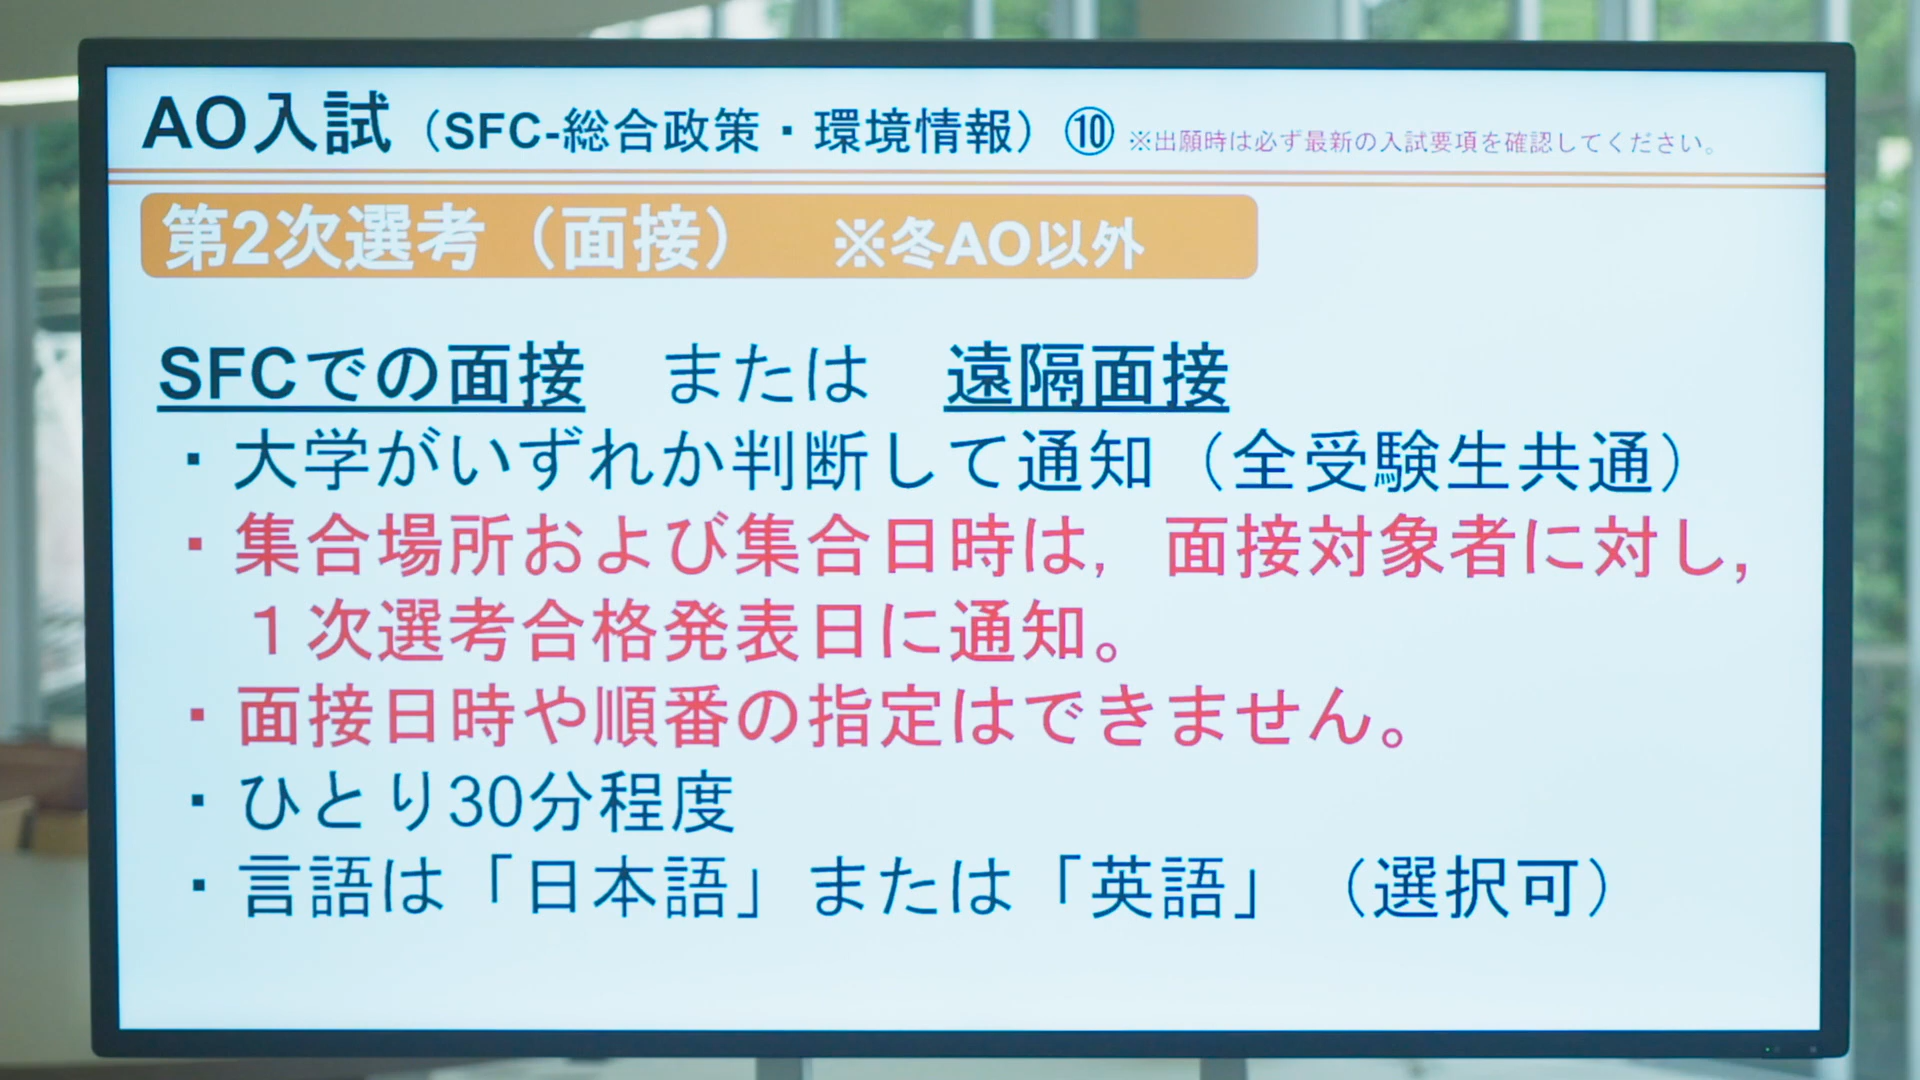 AO入試（SFC-総合政策・環境情報）⑩ ※出願時は必ず最新の入試要項を確認してください。
第2次選考（面接）　※冬AO以外
SFCでの面接　または　遠隔面接
・大学がいずれか判断して通知（全受験生共通）
・集合場所および集合日時は，面接対象者に対し，
１次選考合格発表日に通知。
・面接日時や順番の指定はできません。
・ひとり30分程度
・言語は「日本語」または「英語」（選択可）